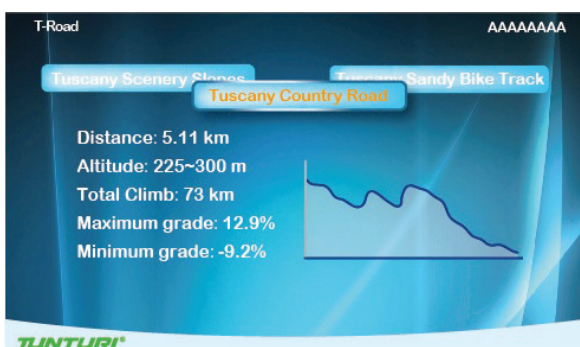 T-Road
AAAAAAAA
Tuscany Scenery Slopes
Tuscany Sandy Bike Track
Tuscany Country Road
Distance: 5.11 km
Altitude: 225~300 m
Total Climb: 73 km
Maximum grade: 12.9%
Minimum grade: -9.2%
TUNTURI®